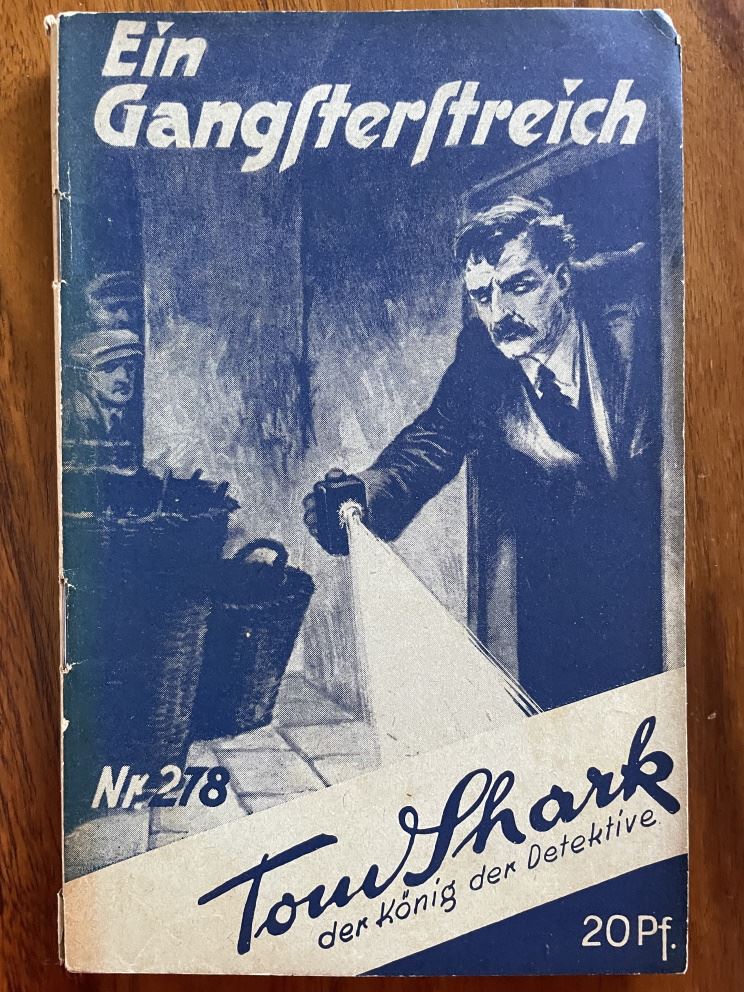 Ein
Gangſterſtreich
Nr. 278
Tom Shark
der König der Detektive
20 Pf.